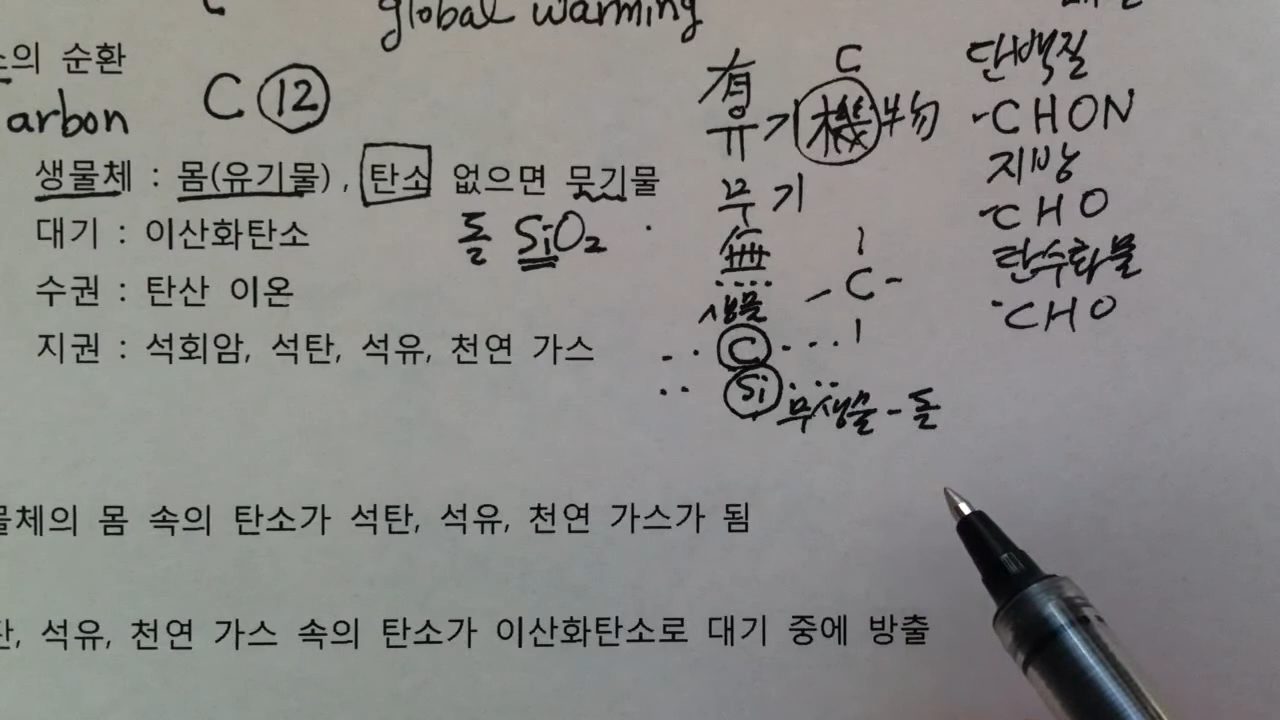 global warming
의 순환
C 12
arbon
생물체 : 몸(유기물) , 탄소 없으면 무기물
대기 : 이산화탄소
돌 SiO₂
수권 : 탄산 이온
지권 : 석회암, 석탄, 석유, 천연 가스
有 C
유기 機 物
무기
無
생물
C
Si
무생물 - 돌
C
단백질
-CHON
지방
-CHO
탄수화물
-CHO
물체의 몸 속의 탄소가 석탄, 석유, 천연 가스가 됨
탄, 석유, 천연 가스 속의 탄소가 이산화탄소로 대기 중에 방출